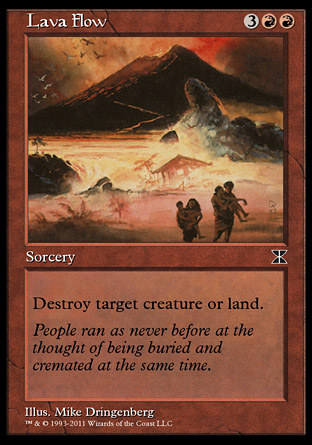 Lava Flow 3
Sorcery
Destroy target creature or land.
People ran as never before at the
thought of being buried and
cremated at the same time.
Illus. Mike Dringenberg
™ & © 1993-2011 Wizards of the Coast LLC